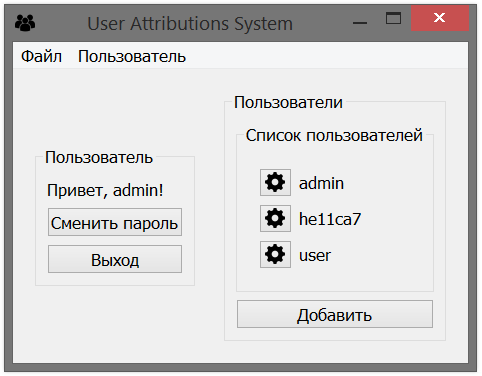 User Attributions System
Файл Пользователь
Пользователь
Привет, admin!
Сменить пароль
Выход
Пользователи
Список пользователей
admin
he11ca7
user
Добавить